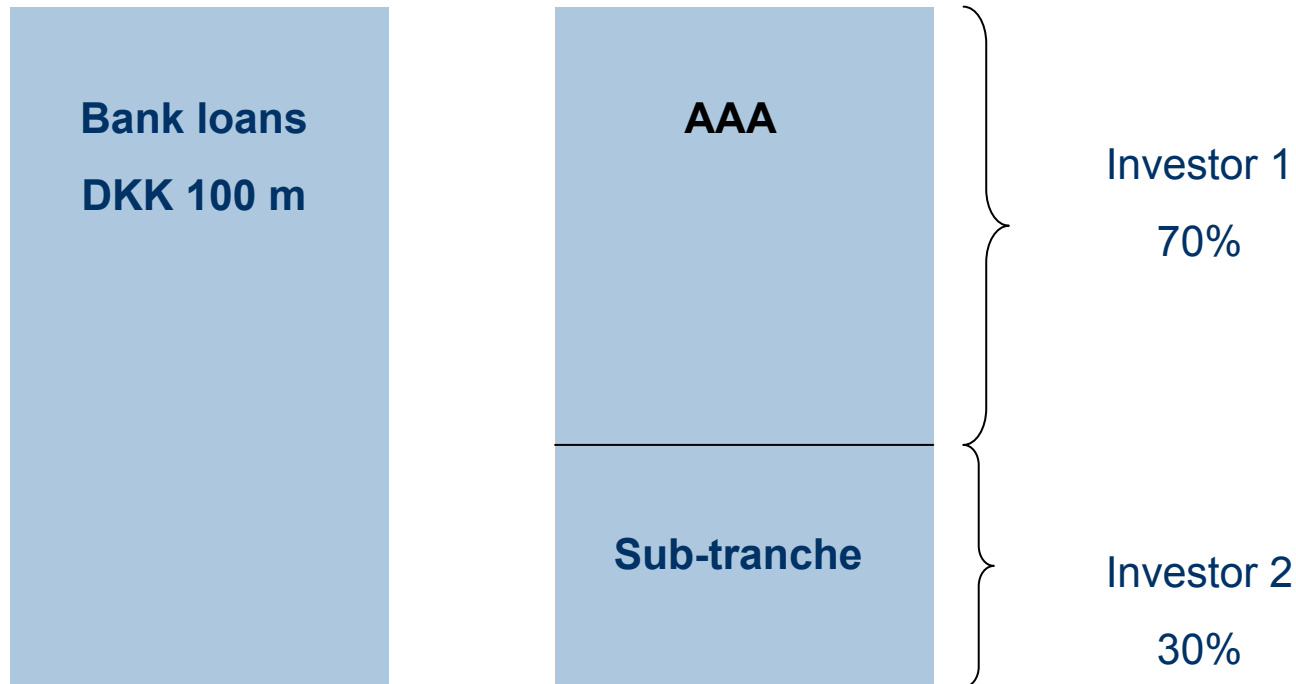 Bank loans
DKK 100 m
AAA
Investor 1
70%
Sub-tranche
Investor 2
30%